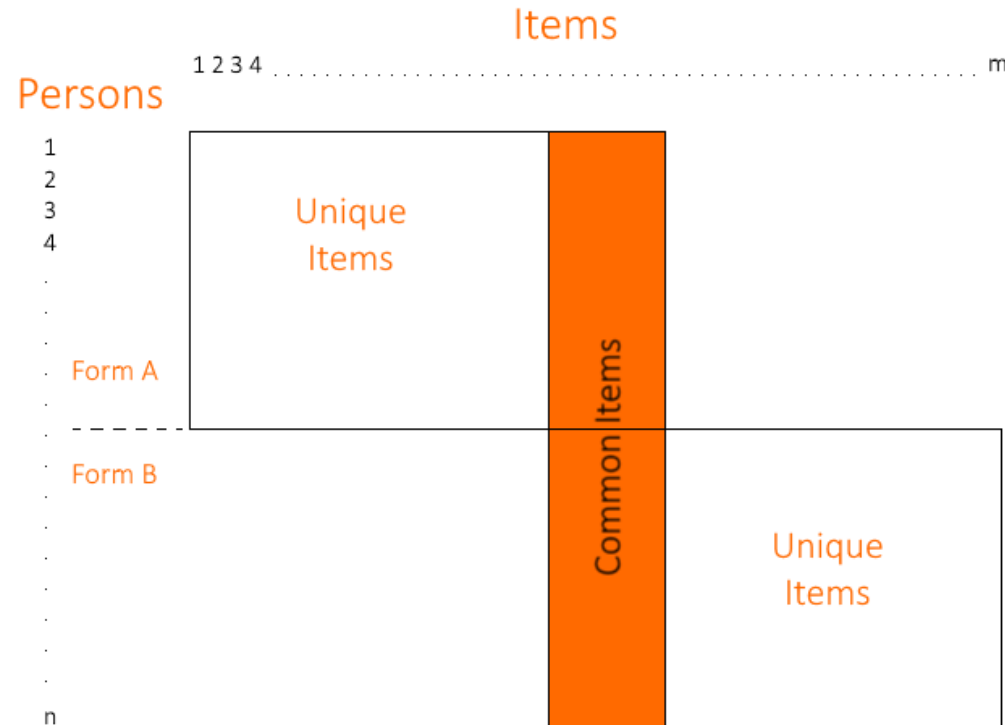 Items
1 2 3 4 . . . . . . . . . . . . . . . . . . . . . . . . . . . . . . . . . . . . . . . . . . . . . . . . . . . . . . m
Persons
1
2
3
4
.
.
.
.
.
.
.
.
.
.
.
.
.
.
n
Unique
Items
Form A
Form B
Common Items
Unique
Items